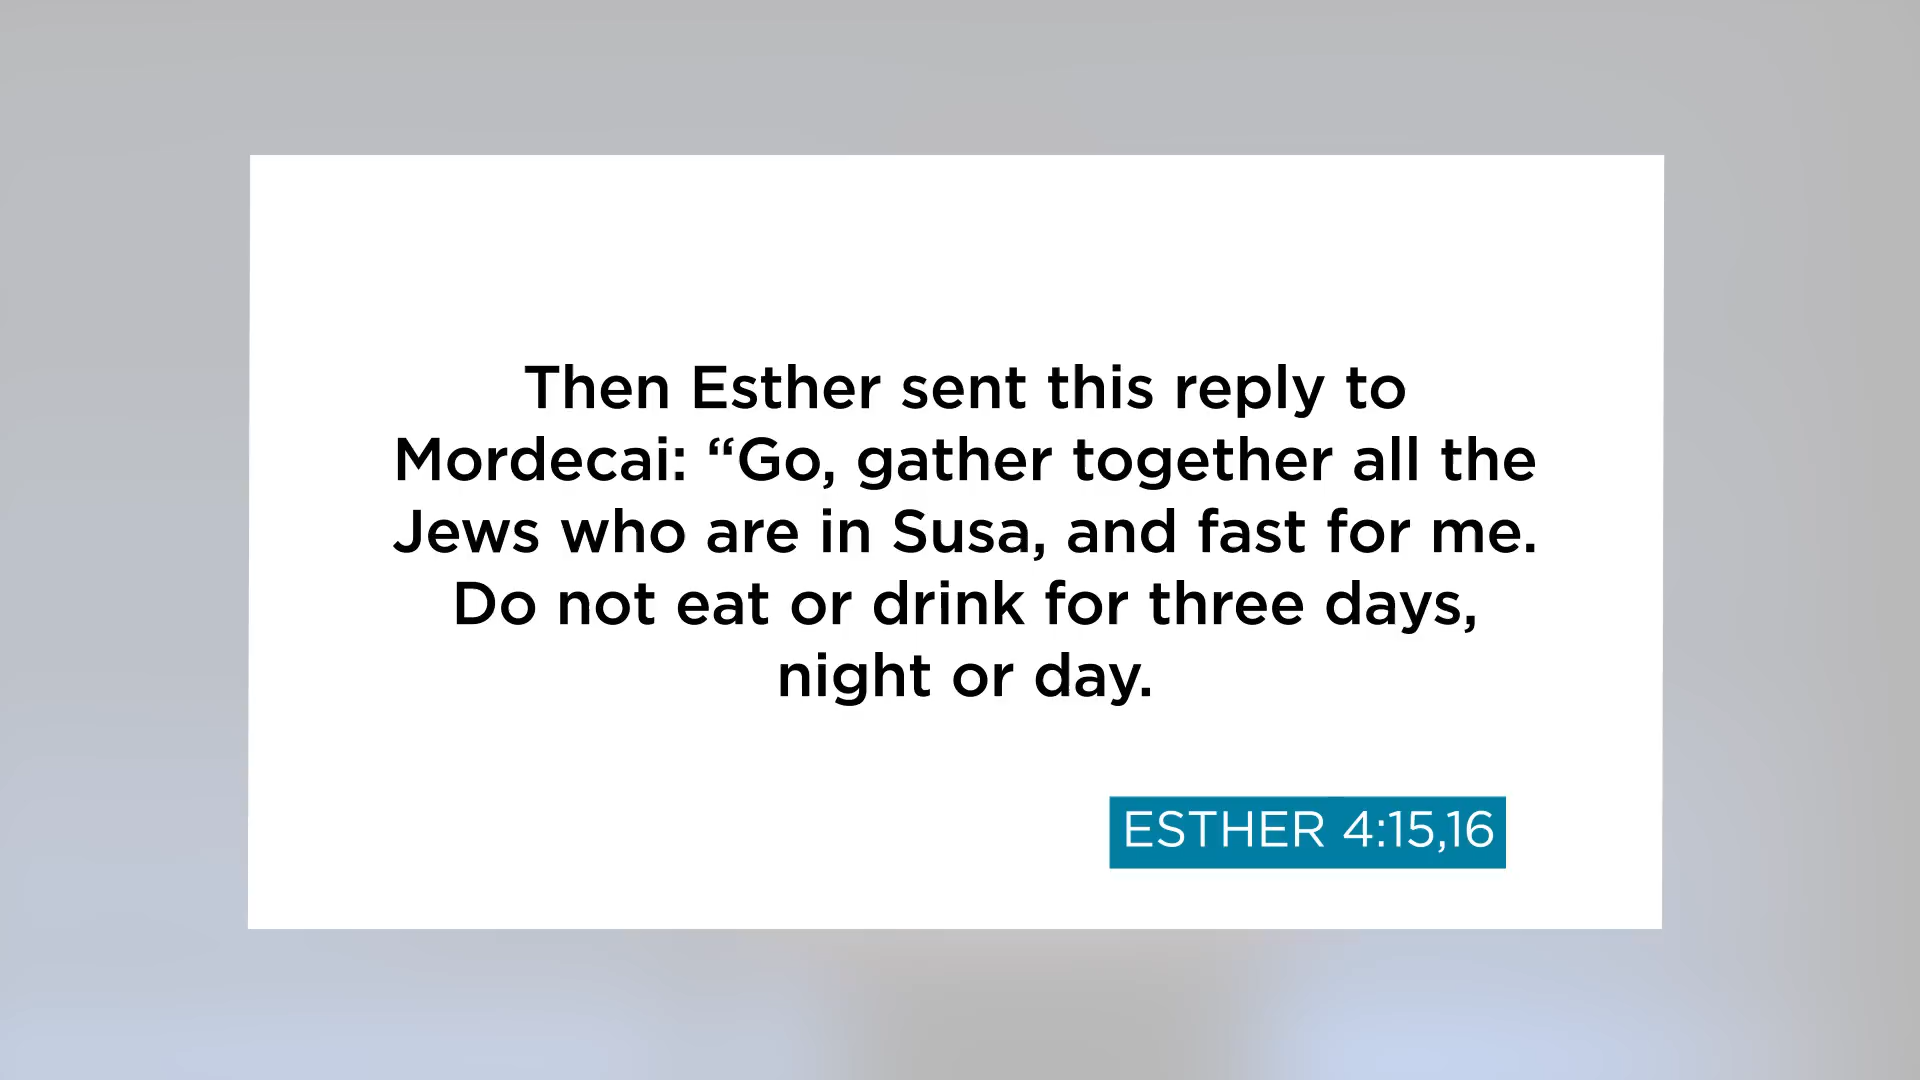 Then Esther sent this reply to
Mordecai: “Go, gather together all the
Jews who are in Susa, and fast for me.
Do not eat or drink for three days,
night or day.
ESTHER 4:15,16